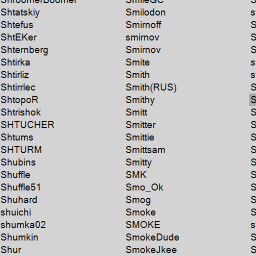 ShroomerBoomer SmileGC
Shtatskiy Smilodon s
Shtefus Smirnoff s
ShtEKer smirnov S
Shternberg Smirnov S
Shtirka Smite s
Shtirliz Smith s
Shtirrlec Smith(RUS) S
ShtopoR Smithy S
Shtrishok Smitt S
SHTUCHER Smitter S
Shtums Smittie S
SHTURM Smittsam S
Shubins Smitty S
Shuffle SMK S
Shuffle51 Smo_Ok S
Shuhard Smog S
shuichi Smoke S
shumka02 SMOKE s
Shumkin SmokeDude S
Shur SmokeJkee S